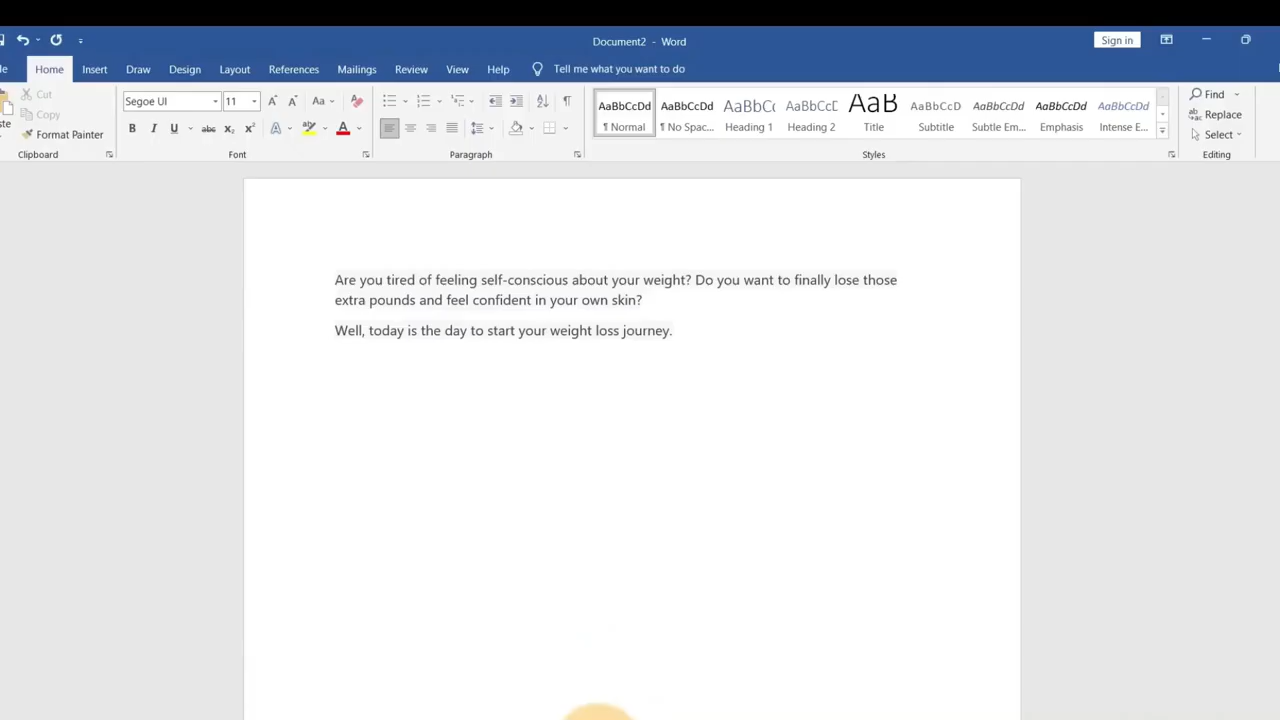 Document2 - Word
Sign in
Home Insert Draw Design Layout References Mailings Review View Help Tell me what you want to do
Cut
Copy
Format Painter
Clipboard
Segoe UI 11
Font
Paragraph
AaBbCcDd AaBbCcDd AaBbCc AaBbCcD AaB AaBbCcD AaBbCcDd AaBbCcDd AaBbCcDd
¶ Normal ¶ No Spac... Heading 1 Heading 2 Title Subtitle Subtle Em... Emphasis Intense E...
Styles
Find
Replace
Select
Editing
Are you tired of feeling self-conscious about your weight? Do you want to finally lose those
extra pounds and feel confident in your own skin?
Well, today is the day to start your weight loss journey.